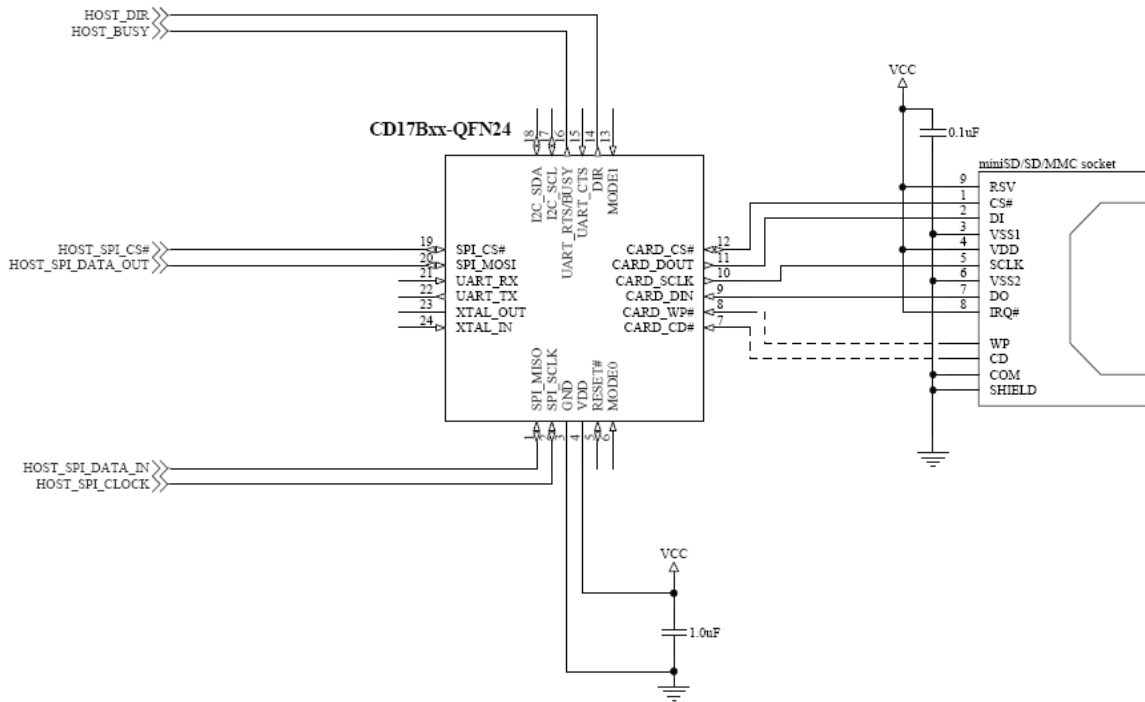 HOST_DIR
HOST_BUSY
VCC
CD17Bxx-QFN24
0.1uF
18
17
16
15
14
13
I2C_SDA
I2C_SCL
UART_RTS/BUSY
UART_CTS
DIR
MODE1
miniSD/SD/MMC socket
9 RSV
1 CS#
2 DI
3 VSS1
4 VDD
5 SCLK
6 VSS2
7 DO
8 IRQ#
WP
CD
COM
SHIELD
HOST_SPI_CS#
HOST_SPI_DATA_OUT
19 SPI_CS#
20 SPI_MOSI
21 UART_RX
22 UART_TX
23 XTAL_OUT
24 XTAL_IN
CARD_CS# 12
CARD_DOUT 11
CARD_SCLK 10
CARD_DIN 9
CARD_WP# 8
CARD_CD# 7
SPI_MISO
SPI_SCLK
GND
VDD
RESET#
MODE0
1
2
3
4
5
6
HOST_SPI_DATA_IN
HOST_SPI_CLOCK
VCC
1.0uF